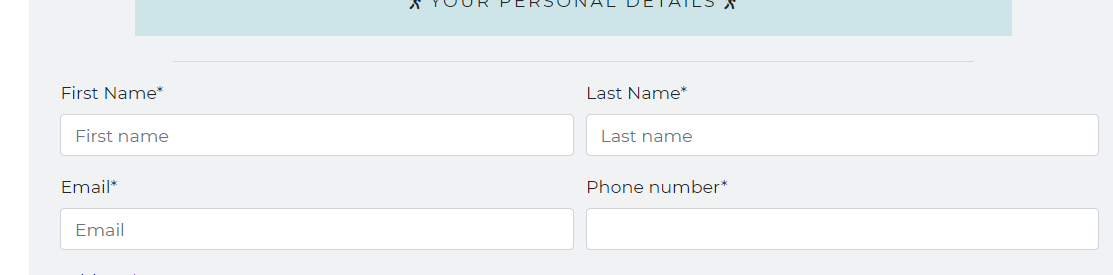 YOUR PERSONAL DETAILS
First Name* Last Name*
First name Last name
Email* Phone number*
Email